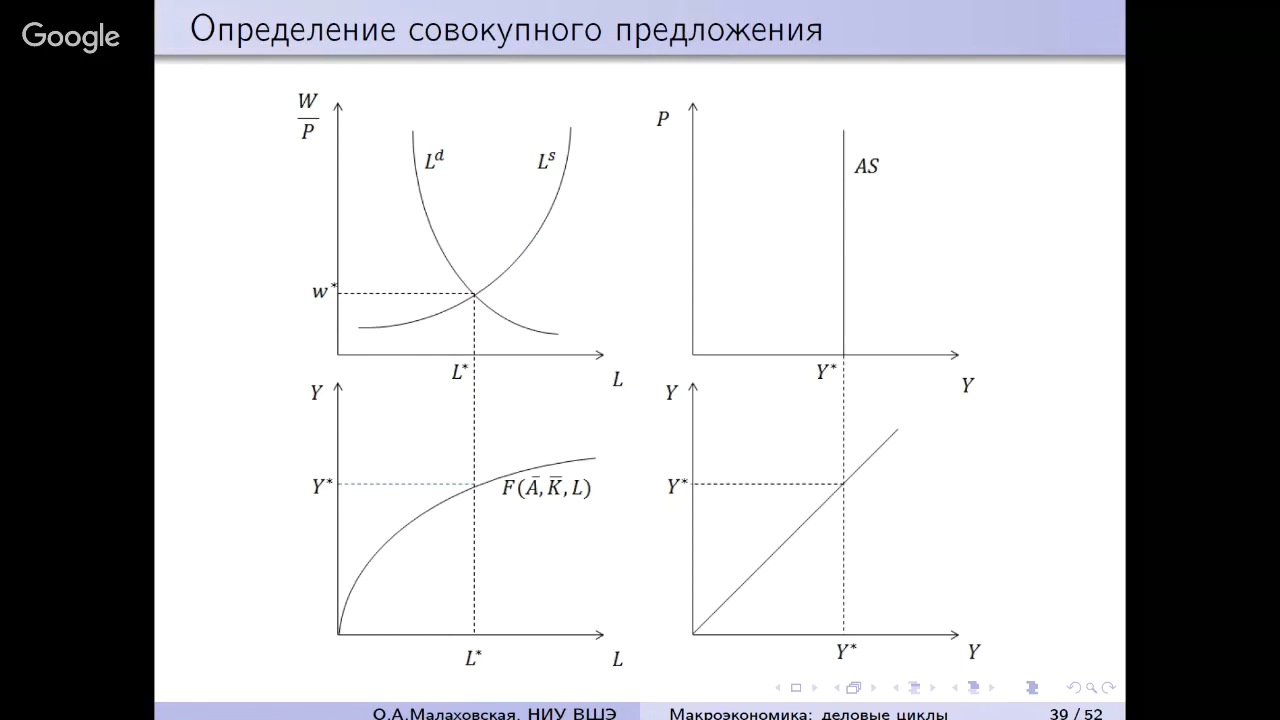 Google
Определение совокупного предложения
W
P
L^d
L^s
w*
L*
L
P
AS
Y*
Y
Y
Y*
F(Ā, K̄, L)
L*
L
Y
Y*
Y*
Y
О.А.Малаховская, НИУ ВШЭ
Макроэкономика: деловые циклы
39 / 52